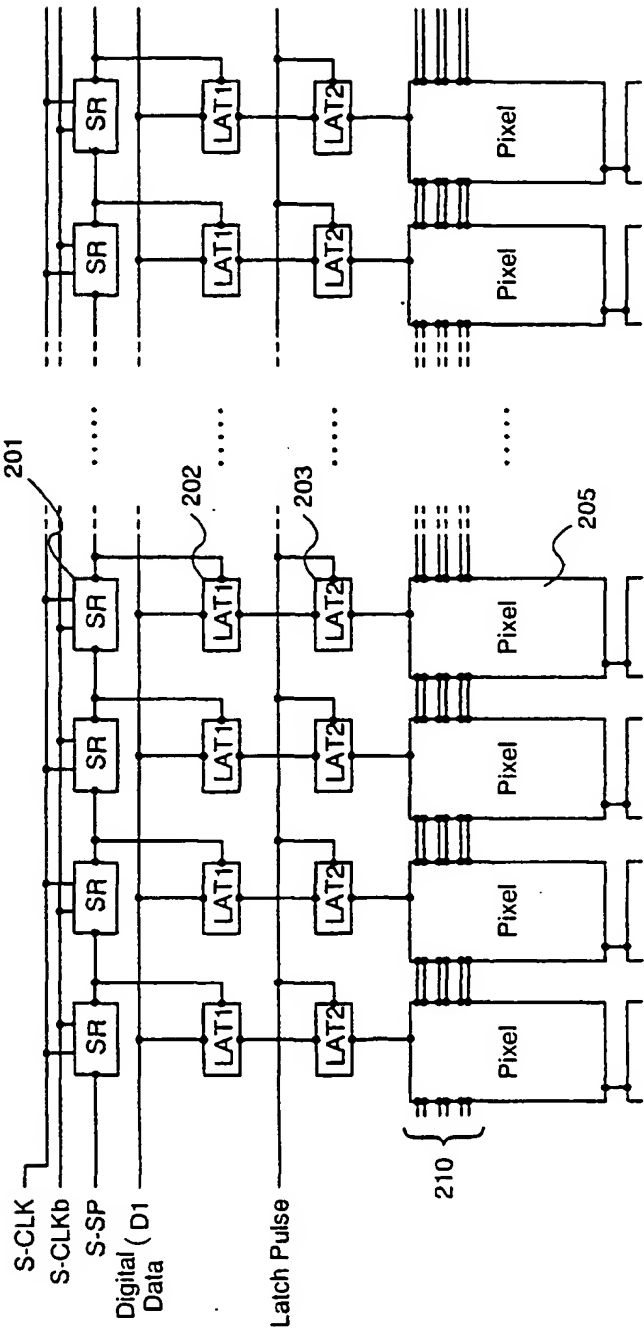 S-CLK
S-CLKb
S-SP
Digital ( D1
Data
Latch Pulse
201
202
203
205
210
SR SR SR SR SR SR
LAT1 LAT1 LAT1 LAT1 LAT1 LAT1
LAT2 LAT2 LAT2 LAT2 LAT2 LAT2
Pixel Pixel Pixel Pixel Pixel Pixel